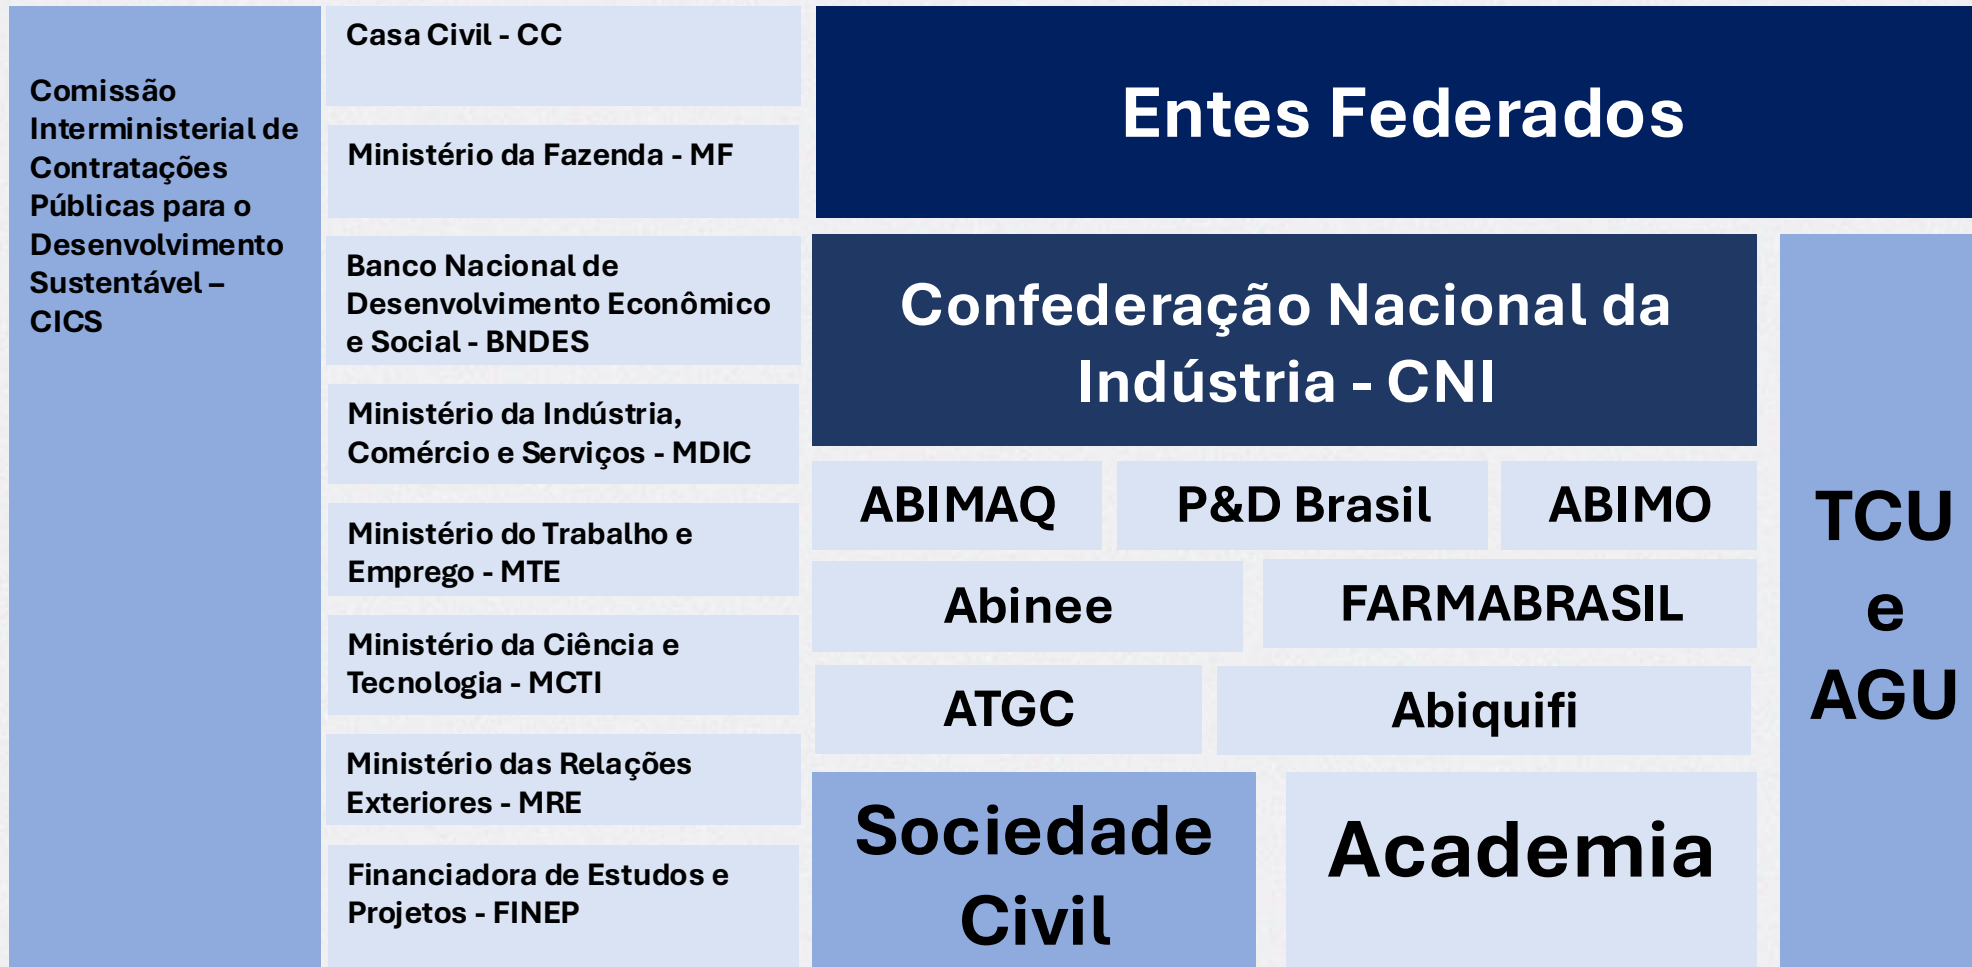 Comissão
Interministerial de
Contratações
Públicas para o
Desenvolvimento
Sustentável –
CICS
Casa Civil - CC
Ministério da Fazenda - MF
Banco Nacional de
Desenvolvimento Econômico
e Social - BNDES
Ministério da Indústria,
Comércio e Serviços - MDIC
Ministério do Trabalho e
Emprego - MTE
Ministério da Ciência e
Tecnologia - MCTI
Ministério das Relações
Exteriores - MRE
Financiadora de Estudos e
Projetos - FINEP
Entes Federados
Confederação Nacional da
Indústria - CNI
ABIMAQ
P&D Brasil
ABIMO
Abinee
FARMABRASIL
ATGC
Abiquifi
Sociedade
Civil
Academia
TCU
e
AGU